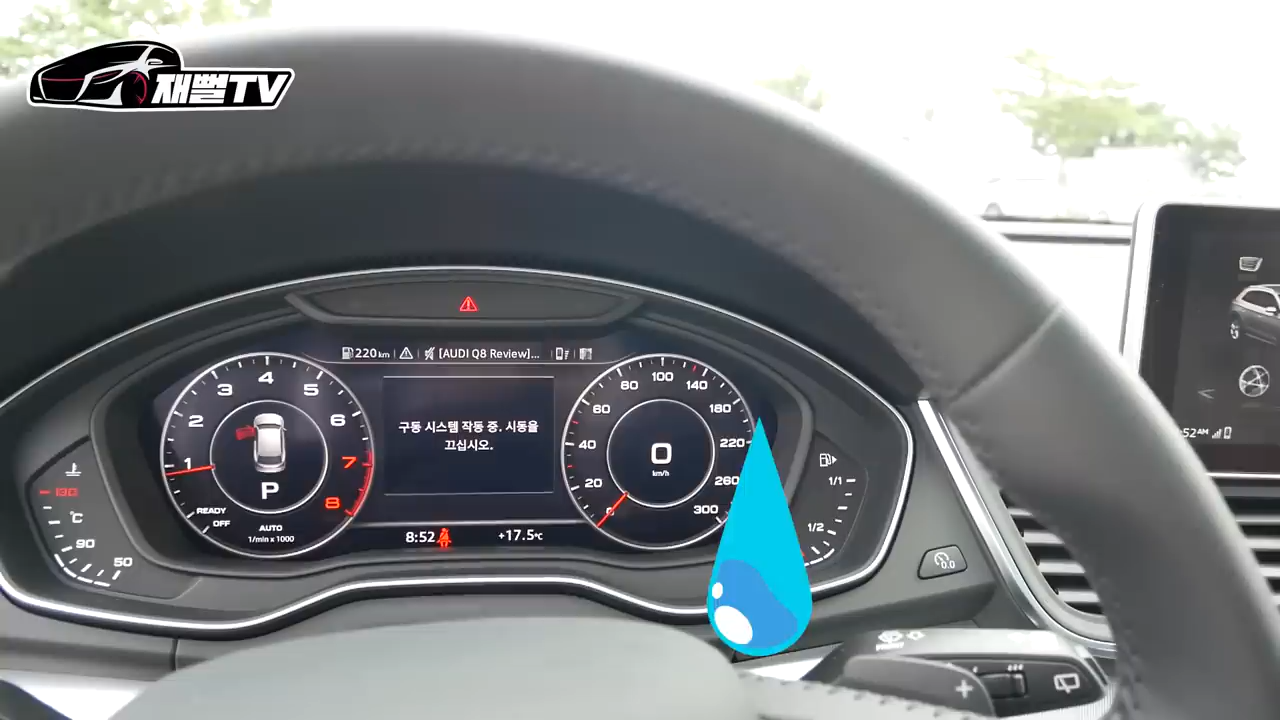 재뻘TV
220km
[AUDI Q8 Review]...
1 2 3 4 5 6 7 8
P
READY
OFF
AUTO
1/min x 1000
구동 시스템 작동 중. 시동을
끄십시오.
8:52
+17.5°C
0
km/h
0 20 40 60 80 100 140 180 220 260 300
130
°C
90
50
1/1
1/2
0.0
:52AM